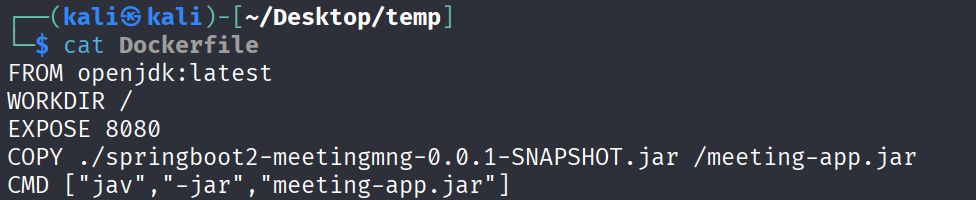 ┌──(kali㉿kali)-[~/Desktop/temp]
└─$ cat Dockerfile
FROM openjdk:latest
WORKDIR /
EXPOSE 8080
COPY ./springboot2-meetingmng-0.0.1-SNAPSHOT.jar /meeting-app.jar
CMD ["jav","-jar","meeting-app.jar"]